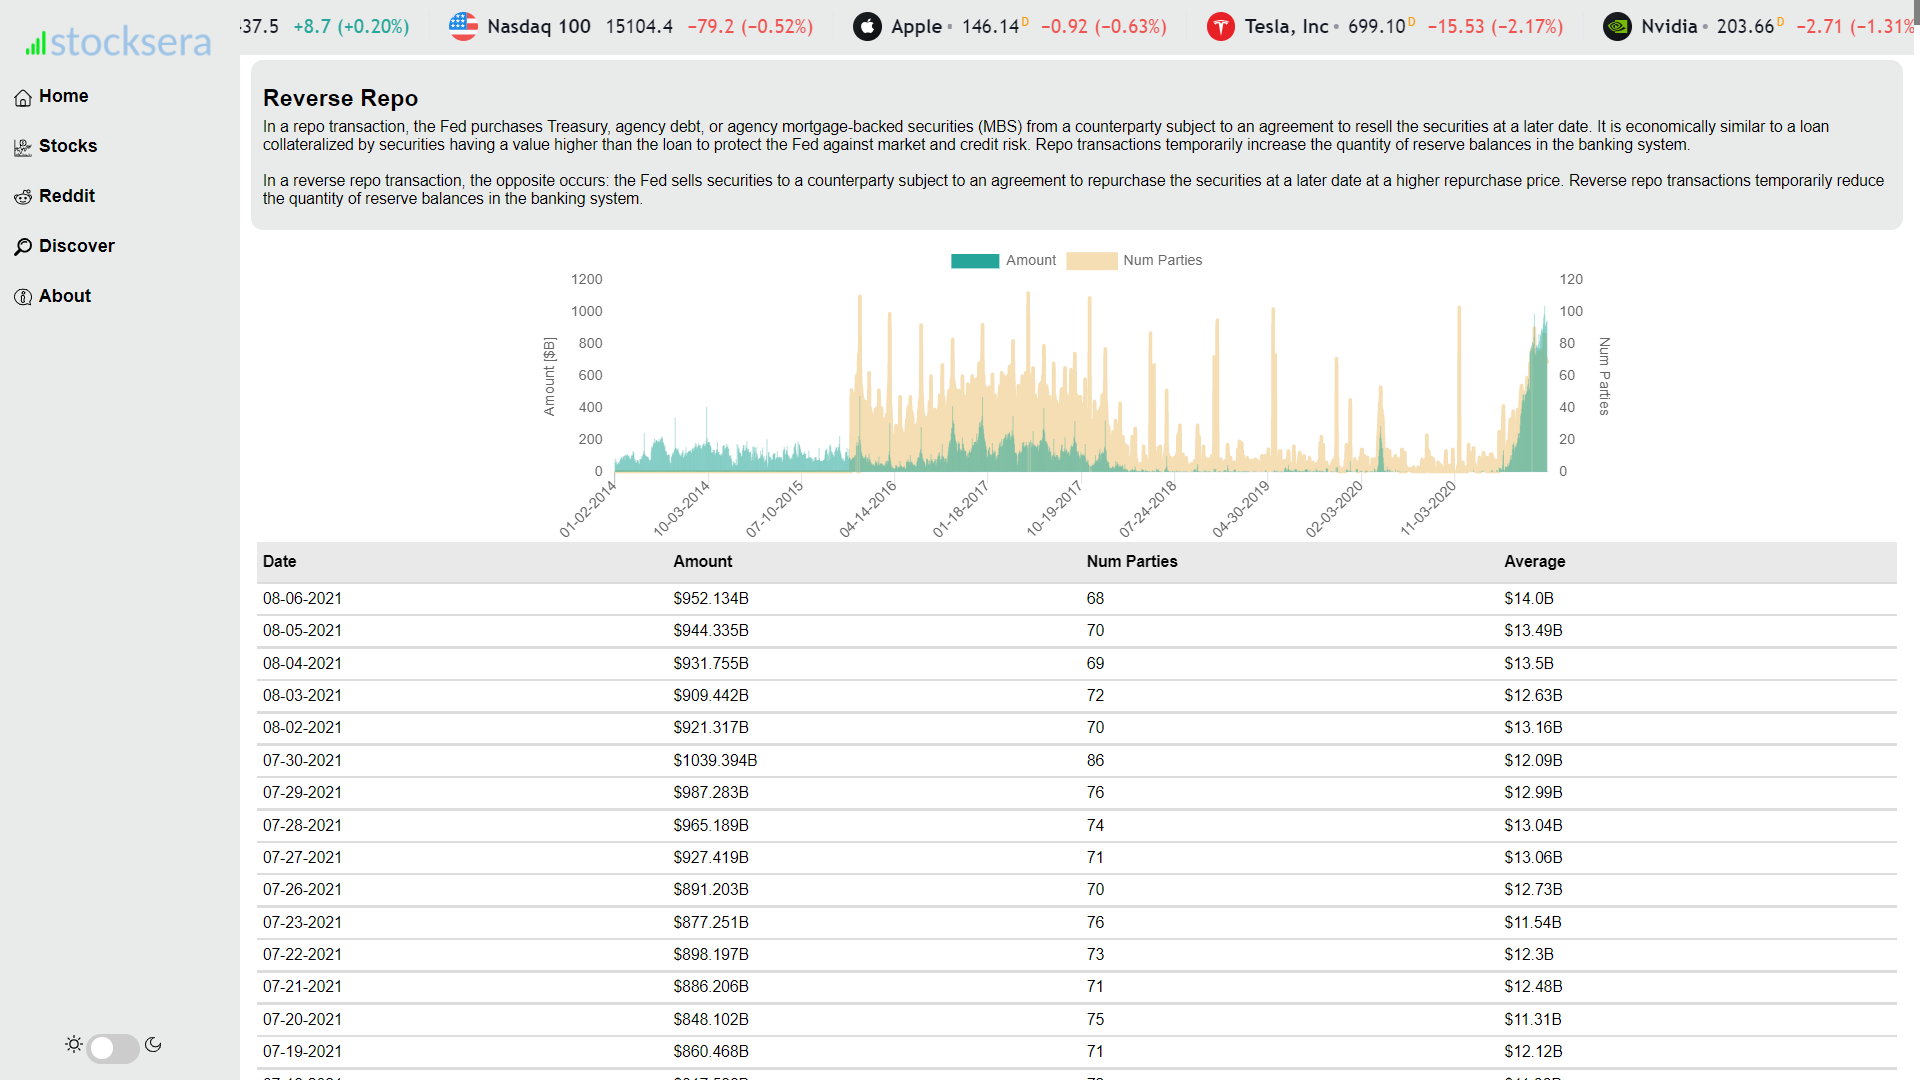 stocksera
Home
Stocks
Reddit
Discover
About
37.5 +8.7 (+0.20%) Nasdaq 100 15104.4 −79.2 (−0.52%) Apple • 146.14 D −0.92 (−0.63%) Tesla, Inc • 699.10 D −15.53 (−2.17%) Nvidia • 203.66 D −2.71 (−1.31%
Reverse Repo
In a repo transaction, the Fed purchases Treasury, agency debt, or agency mortgage-backed securities (MBS) from a counterparty subject to an agreement to resell the securities at a later date. It is economically similar to a loan
collateralized by securities having a value higher than the loan to protect the Fed against market and credit risk. Repo transactions temporarily increase the quantity of reserve balances in the banking system.
In a reverse repo transaction, the opposite occurs: the Fed sells securities to a counterparty subject to an agreement to repurchase the securities at a later date at a higher repurchase price. Reverse repo transactions temporarily reduce
the quantity of reserve balances in the banking system.
Amount Num Parties
1200 120
1000 100
800 80
600 60
400 40
200 20
0 0
Amount [$B]
Num Parties
01-02-2014 10-03-2014 07-10-2015 04-14-2016 01-18-2017 10-19-2017 07-24-2018 04-30-2019 02-03-2020 11-03-2020
Date Amount Num Parties Average
08-06-2021 $952.134B 68 $14.0B
08-05-2021 $944.335B 70 $13.49B
08-04-2021 $931.755B 69 $13.5B
08-03-2021 $909.442B 72 $12.63B
08-02-2021 $921.317B 70 $13.16B
07-30-2021 $1039.394B 86 $12.09B
07-29-2021 $987.283B 76 $12.99B
07-28-2021 $965.189B 74 $13.04B
07-27-2021 $927.419B 71 $13.06B
07-26-2021 $891.203B 70 $12.73B
07-23-2021 $877.251B 76 $11.54B
07-22-2021 $898.197B 73 $12.3B
07-21-2021 $886.206B 71 $12.48B
07-20-2021 $848.102B 75 $11.31B
07-19-2021 $860.468B 71 $12.12B